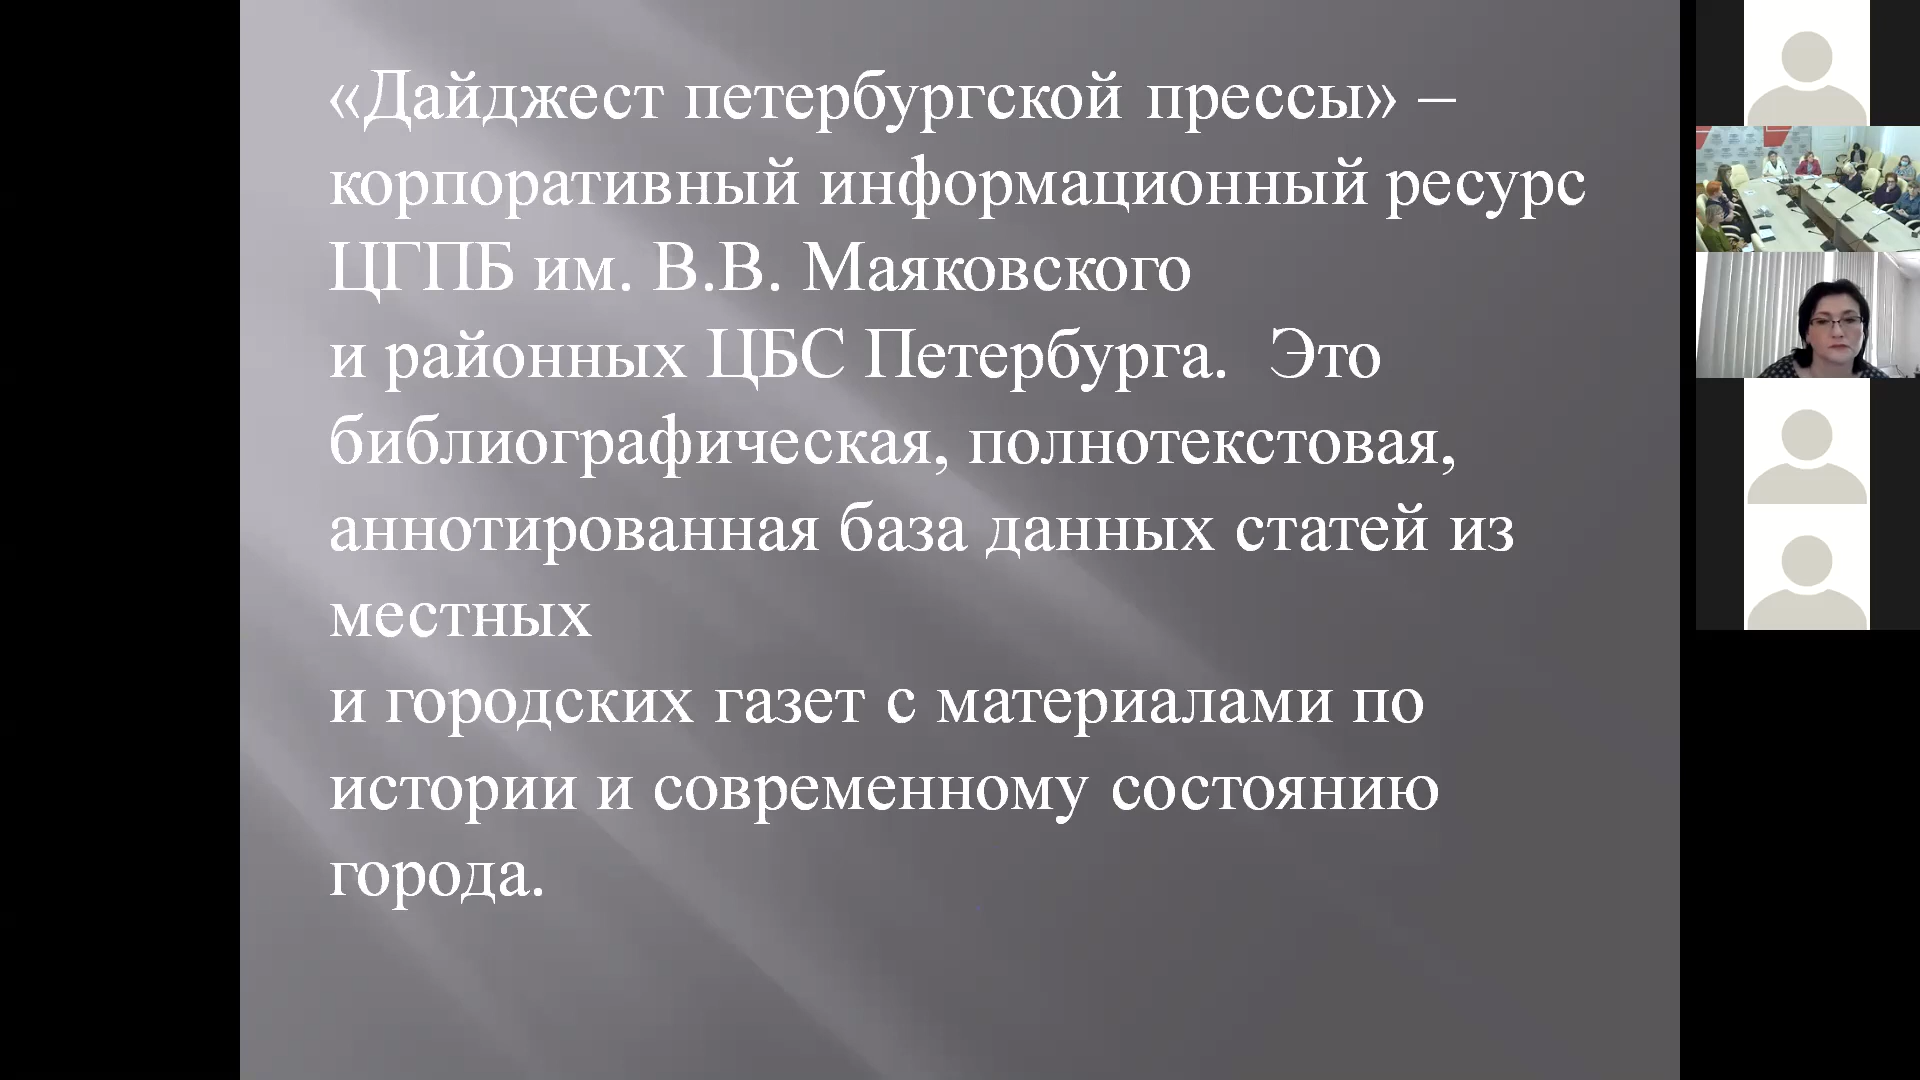 «Дайджест петербургской прессы» –
корпоративный информационный ресурс
ЦГПБ им. В.В. Маяковского
и районных ЦБС Петербурга.  Это
библиографическая, полнотекстовая,
аннотированная база данных статей из
местных
и городских газет с материалами по
истории и современному состоянию
города.